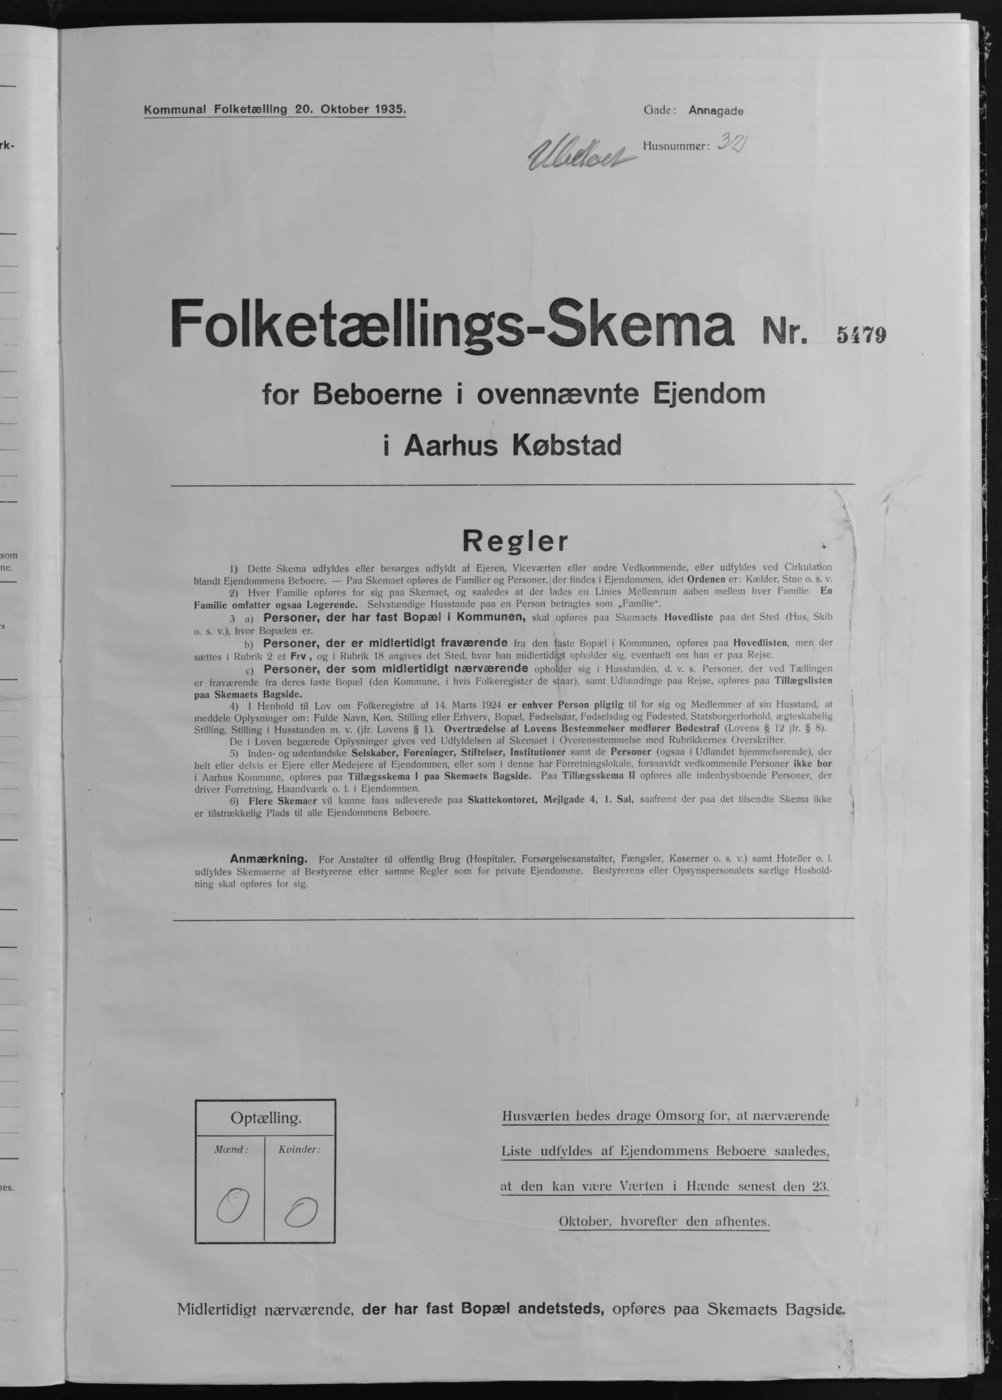 Kommunal Folketælling 20. Oktober 1935.
Gade: Annagade
Ubeboet
Husnummer: 32
Folketællings-Skema Nr. 5479
for Beboerne i ovennævnte Ejendom
i Aarhus Købstad
Regler
1) Dette Skema udfyldes eller besørges udfyldt af Ejeren, Viceværten eller andre Vedkommende, eller udfyldes ved Cirkulation
blandt Ejendommens Beboere. — Paa Skemaet opføres de Familier og Personer, der findes i Ejendommen, idet Ordenen er: Kælder, Stue o. s. v.
2) Hver Familie opføres for sig paa Skemaet, og saaledes at der lades en Linies Mellemrum aaben mellem hver Familie. En
Familie omfatter ogsaa Logerende. Selvstændige Husstande paa en Person betragtes som „Familie“.
3 a) Personer, der har fast Bopæl i Kommunen, skal opføres paa Skemaets Hovedliste paa det Sted (Hus, Skib
o. s. v.), hvor Bopælen er.
b) Personer, der er midlertidigt fraværende fra den faste Bopæl i Kommunen, opføres paa Hovedlisten, men der
sættes i Rubrik 2 et Frv, og i Rubrik 18 angives det Sted, hvor han midlertidigt opholder sig, eventuelt om han er paa Rejse.
c) Personer, der som midlertidigt nærværende opholder sig i Husstanden, d. v. s. Personer, der ved Tællingen
er fraværende fra deres faste Bopæl (den Kommune, i hvis Folkeregister de staar), samt Udlændinge paa Rejse, opføres paa Tillægslisten
paa Skemaets Bagside.
4) I Henhold til Lov om Folkeregistre af 14. Marts 1924 er enhver Person pligtig til for sig og Medlemmer af sin Husstand, at
meddele Oplysninger om: Fulde Navn, Køn, Stilling eller Erhverv, Bopæl, Fødselsaar, Fødselsdag og Fødested, Statsborgerforhold, ægteskabelig
Stilling, Stilling i Husstanden m. v. (jfr. Lovens § 1). Overtrædelse af Lovens Bestemmelser medfører Bødestraf (Lovens § 12 jfr. § 8).
De i Loven begærede Oplysninger gives ved Udfyldelsen af Skemaet i Overensstemmelse med Rubrikkernes Overskrifter.
5) Inden- og udenlandske Selskaber, Foreninger, Stiftelser, Institutioner samt de Personer (ogsaa i Udlandet hjemmehørende), der
helt eller delvis er Ejere eller Medejere af Ejendommen, eller som i denne har Forretningslokale, forsaavidt vedkommende Personer ikke bor
i Aarhus Kommune, opføres paa Tillægsskema I paa Skemaets Bagside. Paa Tillægsskema II opføres alle indenbysboende Personer, der
driver Forretning, Haandværk o. l. i Ejendommen.
6) Flere Skemaer vil kunne faas udleverede paa Skattekontoret, Mejlgade 4, 1. Sal, saafremt der paa det tilsendte Skema ikke
er tilstrækkelig Plads til alle Ejendommens Beboere.
Anmærkning. For Anstalter til offentlig Brug (Hospitaler, Forsørgelsesanstalter, Fængsler, Kaserner o. s. v.) samt Hoteller o. l.
udfyldes Skemaerne af Bestyrerne efter samme Regler som for private Ejendomme. Bestyrerens eller Opsynspersonalets særlige Hushold-
ning skal opføres for sig.
Optælling.
Mænd: Kvinder:
0 0
Husværten bedes drage Omsorg for, at nærværende
Liste udfyldes af Ejendommens Beboere saaledes,
at den kan være Værten i Hænde senest den 23.
Oktober, hvorefter den afhentes.
Midlertidigt nærværende, der har fast Bopæl andetsteds, opføres paa Skemaets Bagside.